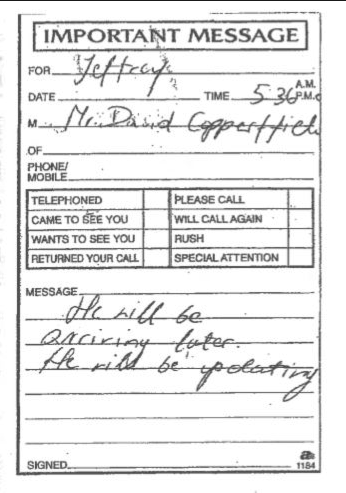 IMPORTANT MESSAGE
FOR Jeffrey
DATE TIME 5:36 A.M. P.M.
M Mr. David Copperffield
OF
PHONE/
MOBILE
TELEPHONED PLEASE CALL
CAME TO SEE YOU WILL CALL AGAIN
WANTS TO SEE YOU RUSH
RETURNED YOUR CALL SPECIAL ATTENTION
MESSAGE
He will be
arriving later.
He will be updating
SIGNED 1184